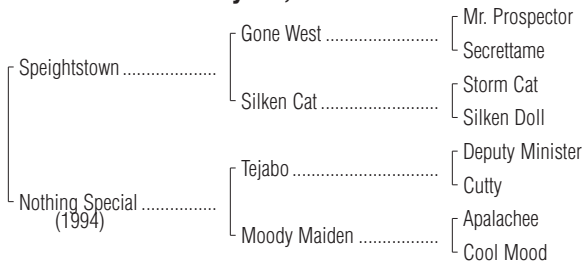 Mr. Prospector
Gone West ........................
Secrettame
Speightstown ....................
Storm Cat
Silken Cat .........................
Silken Doll
Deputy Minister
Tejabo ...............................
Cutty
Nothing Special ................
(1994)
Apalachee
Moody Maiden .................
Cool Mood